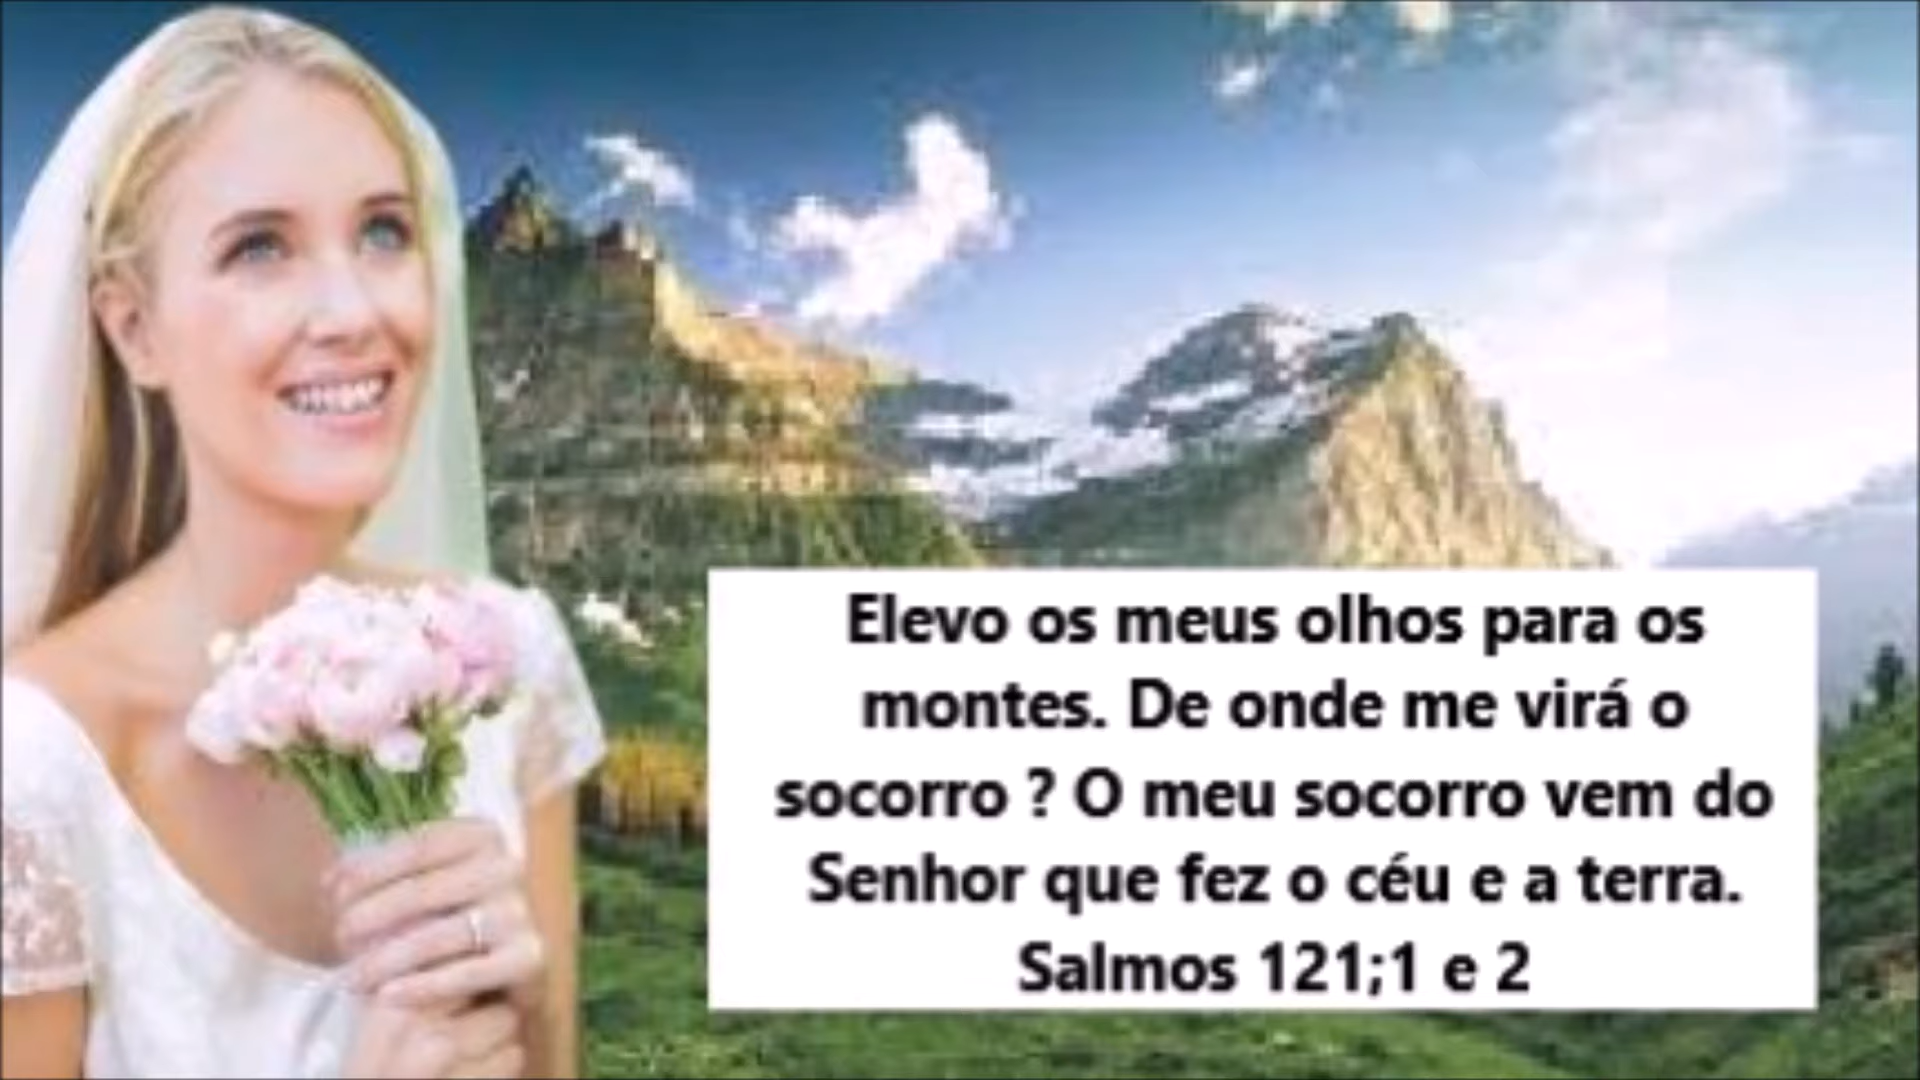 Elevo os meus olhos para os
montes. De onde me virá o
socorro ? O meu socorro vem do
Senhor que fez o céu e a terra.
Salmos 121;1 e 2